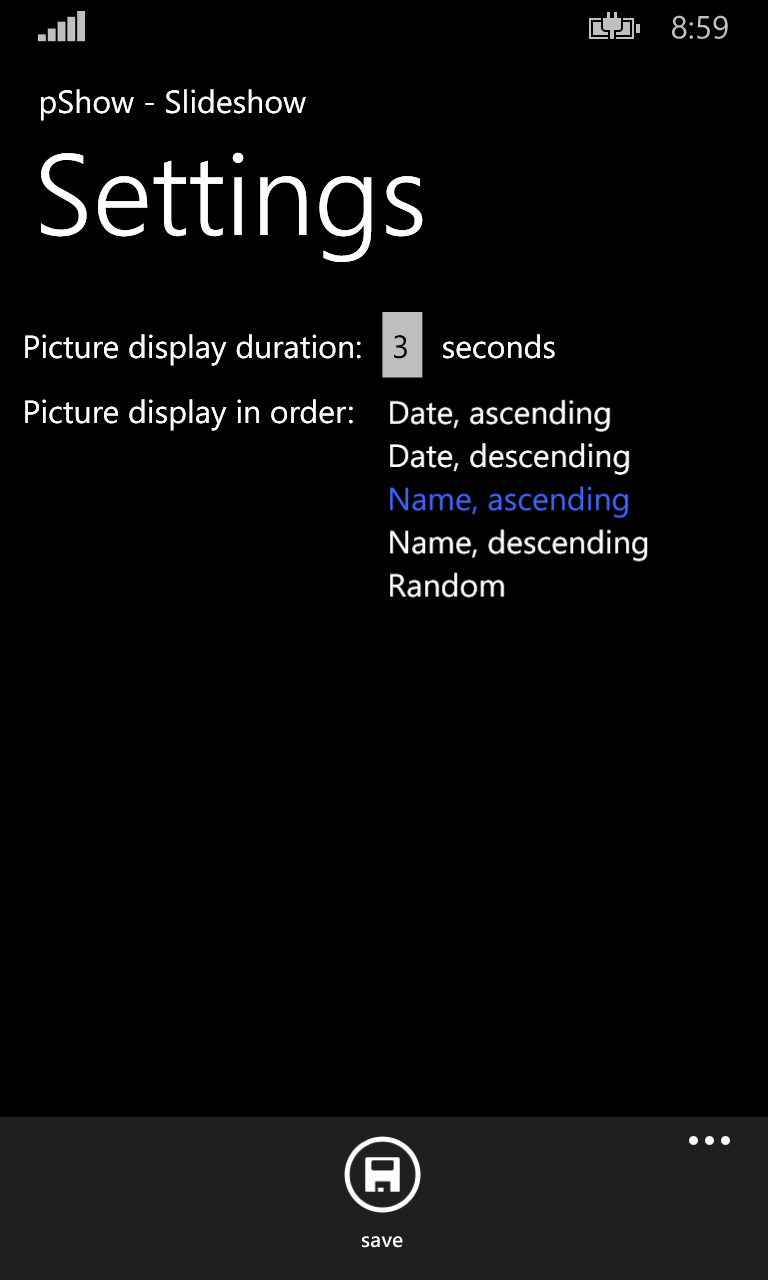 8:59
pShow - Slideshow
Settings
Picture display duration: 3 seconds
Picture display in order: Date, ascending
Date, descending
Name, ascending
Name, descending
Random
save